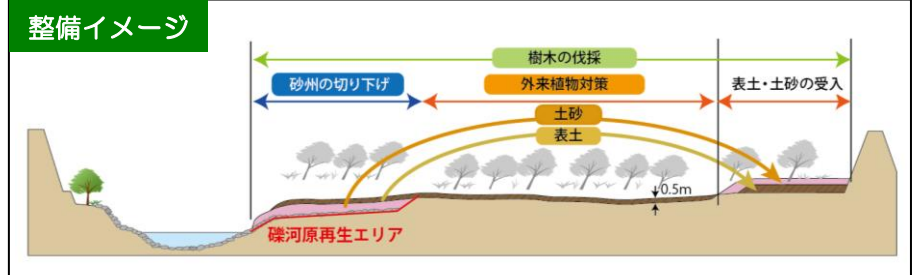 整備イメージ
樹木の伐採
砂州の切り下げ
外来植物対策
表土・土砂の受入
土砂
表土
0.5m
礫河原再生エリア